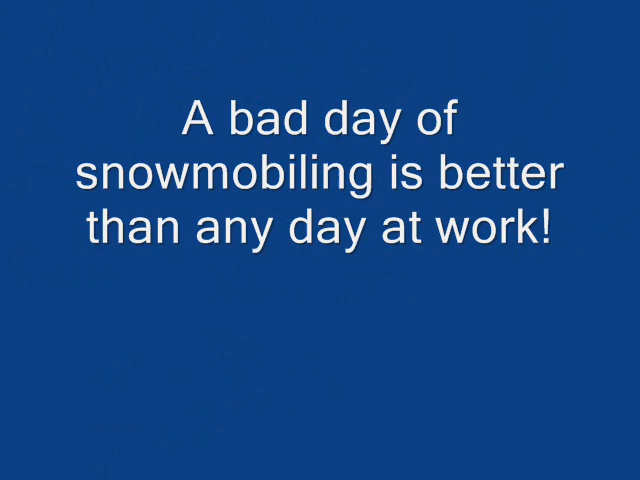 A bad day of
snowmobiling is better
than any day at work!